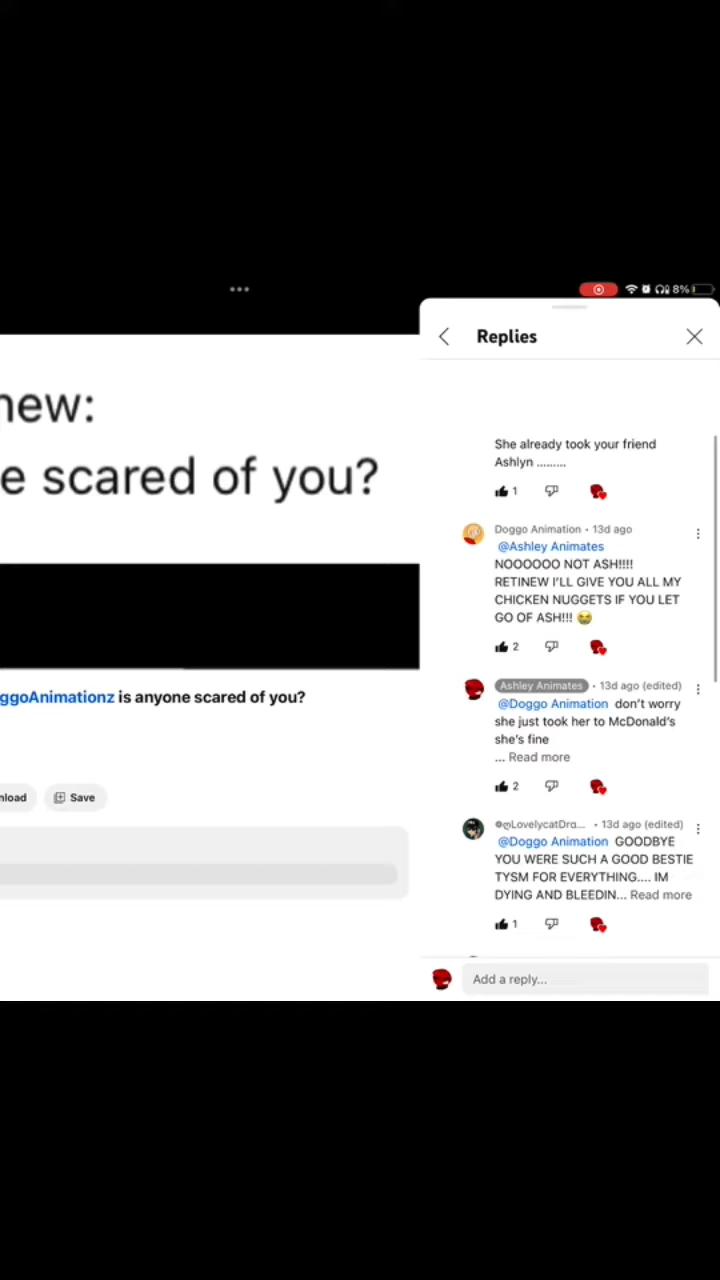 8%
Replies
new:
e scared of you?
ggoAnimationz is anyone scared of you?
nload
Save
She already took your friend
Ashlyn .........
1
Doggo Animation • 13d ago
@Ashley Animates
NOOOOOO NOT ASH!!!!
RETINEW I'LL GIVE YOU ALL MY
CHICKEN NUGGETS IF YOU LET
GO OF ASH!!! 😭
2
Ashley Animates • 13d ago (edited)
@Doggo Animation don't worry
she just took her to McDonald's
she's fine
... Read more
2
LovelycatDra... • 13d ago (edited)
@Doggo Animation GOODBYE
YOU WERE SUCH A GOOD BESTIE
TYSM FOR EVERYTHING.... IM
DYING AND BLEEDIN... Read more
1
Add a reply...